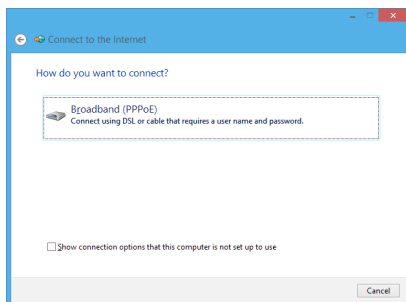 Connect to the Internet
How do you want to connect?
Broadband (PPPoE)
Connect using DSL or cable that requires a user name and password.
Show connection options that this computer is not set up to use
Cancel